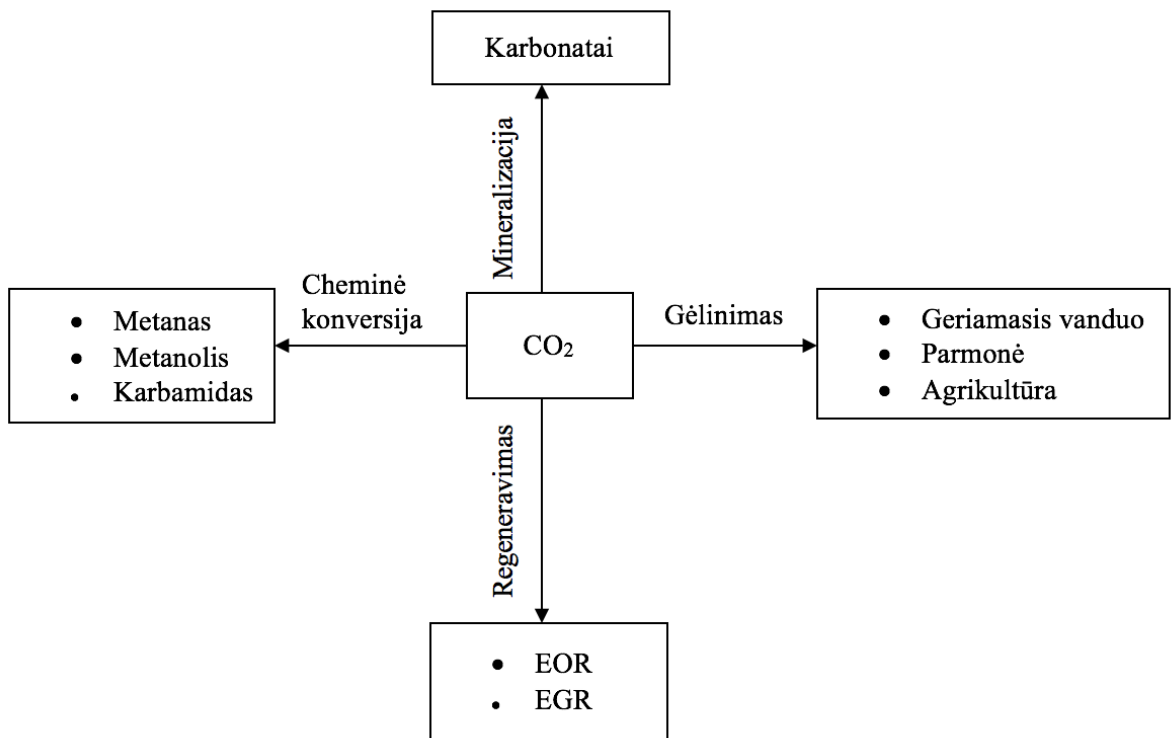 Karbonatai
Mineralizacija
Cheminė
konversija
• Metanas
• Metanolis
• Karbamidas
CO₂
Gėlinimas
• Geriamasis vanduo
• Parmonė
• Agrikultūra
Regeneravimas
• EOR
• EGR